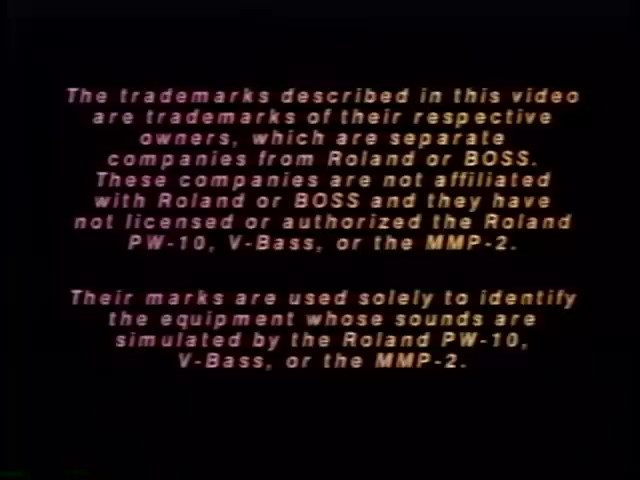 The trademarks described in this video
are trademarks of their respective
owners, which are separate
companies from Roland or BOSS.
These companies are not affiliated
with Roland or BOSS and they have
not licensed or authorized the Roland
PW-10, V-Bass, or the MMP-2.
Their marks are used solely to identify
the equipment whose sounds are
simulated by the Roland PW-10,
V-Bass, or the MMP-2.